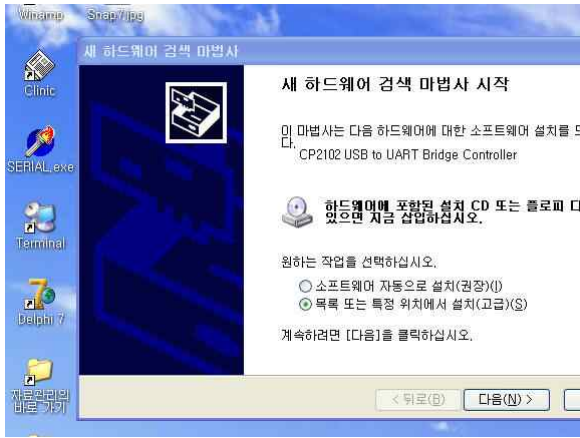 Winamp
Snap7.jpg
Clinic
SERIAL.exe
Terminal
Delphi 7
자료관리의
바로 가기
새 하드웨어 검색 마법사
새 하드웨어 검색 마법사 시작
이 마법사는 다음 하드웨어에 대한 소프트웨어 설치를
다.
CP2102 USB to UART Bridge Controller
하드웨어에 포함된 설치 CD 또는 플로피
있으면 지금 삽입하십시오.
원하는 작업을 선택하십시오.
소프트웨어 자동으로 설치(권장)(I)
목록 또는 특정 위치에서 설치(고급)(S)
계속하려면 [다음]을 클릭하십시오.
< 뒤로(B)
다음(N) >